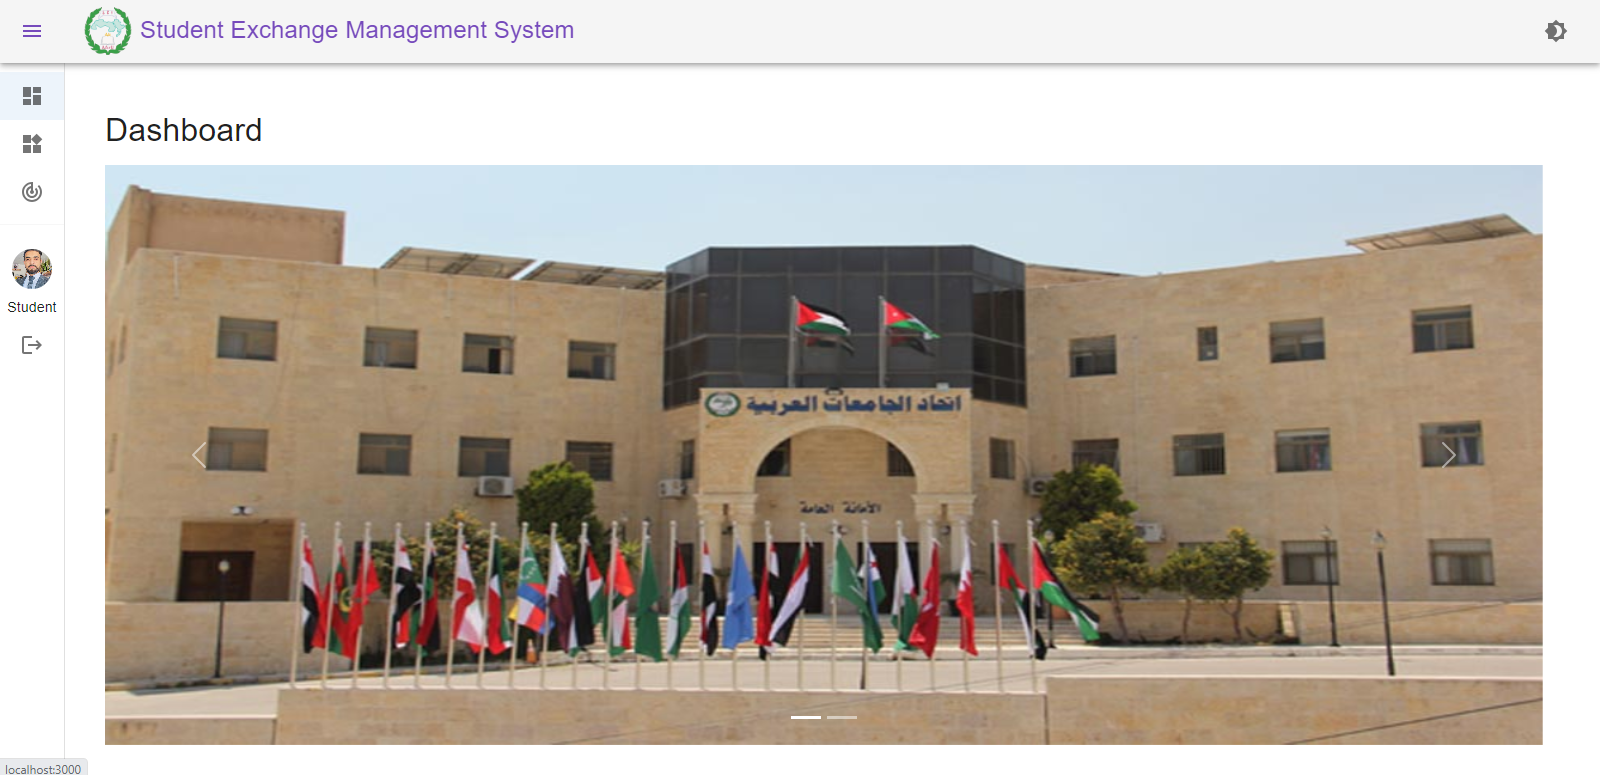 Student Exchange Management System
Dashboard
Student
اتحاد الجامعات العربية
الأمانة العامة
localhost:3000